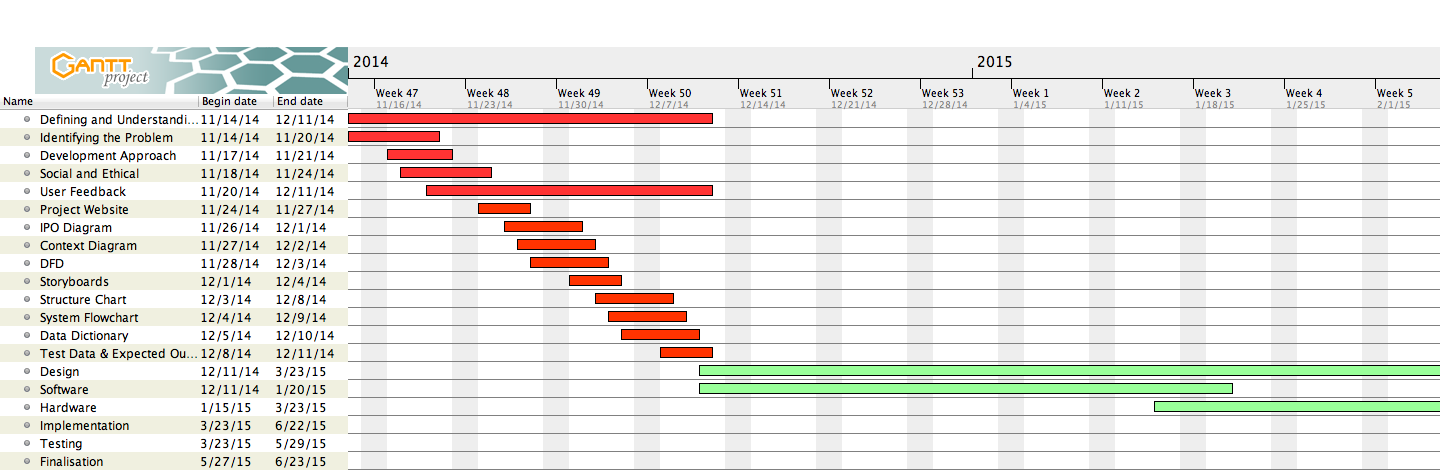 GANTT
project
2014 2015
Week 47 Week 48 Week 49 Week 50 Week 51 Week 52 Week 53 Week 1 Week 2 Week 3 Week 4 Week 5
Name Begin date End date 11/16/14 11/23/14 11/30/14 12/7/14 12/14/14 12/21/14 12/28/14 1/4/15 1/11/15 1/18/15 1/25/15 2/1/15
Defining and Understandi... 11/14/14 12/11/14
Identifying the Problem 11/14/14 11/20/14
Development Approach 11/17/14 11/21/14
Social and Ethical 11/18/14 11/24/14
User Feedback 11/20/14 12/11/14
Project Website 11/24/14 11/27/14
IPO Diagram 11/26/14 12/1/14
Context Diagram 11/27/14 12/2/14
DFD 11/28/14 12/3/14
Storyboards 12/1/14 12/4/14
Structure Chart 12/3/14 12/8/14
System Flowchart 12/4/14 12/9/14
Data Dictionary 12/5/14 12/10/14
Test Data & Expected Ou... 12/8/14 12/11/14
Design 12/11/14 3/23/15
Software 12/11/14 1/20/15
Hardware 1/15/15 3/23/15
Implementation 3/23/15 6/22/15
Testing 3/23/15 5/29/15
Finalisation 5/27/15 6/23/15